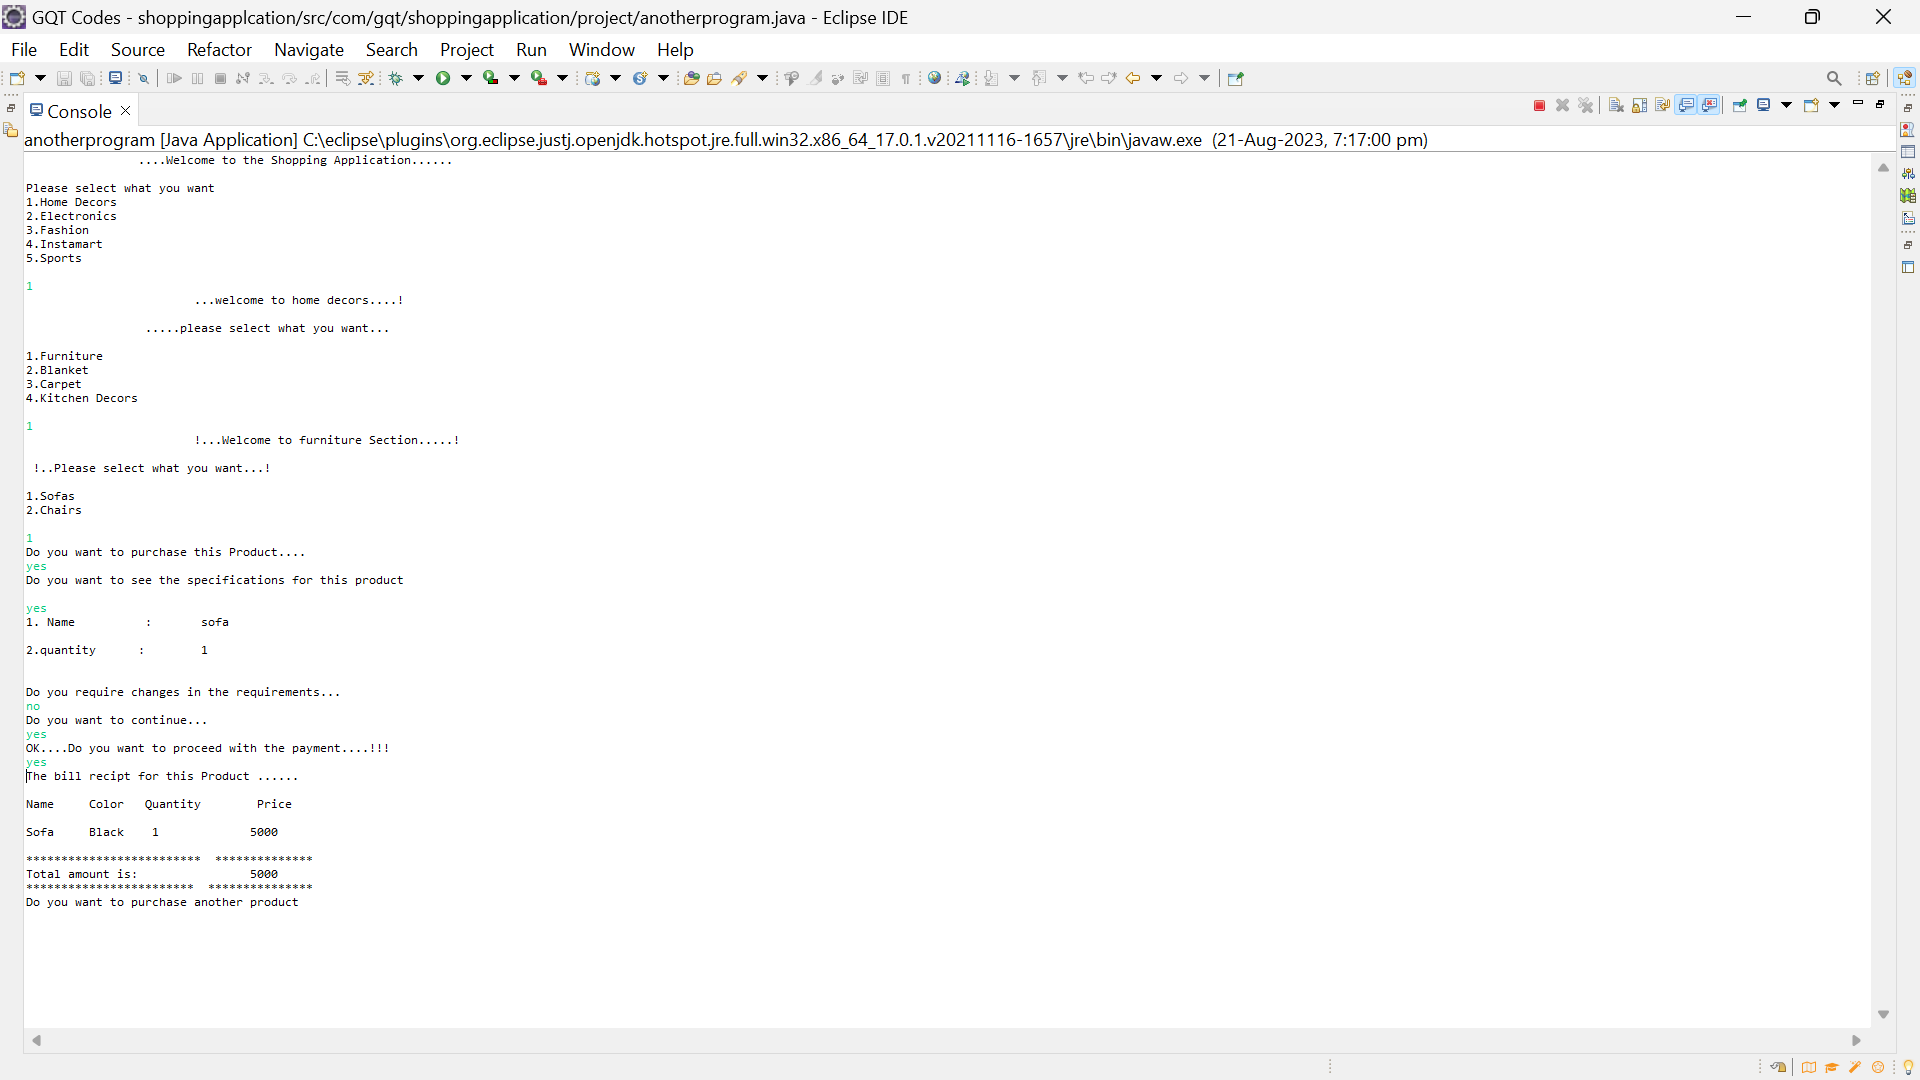 GQT Codes - shoppingapplcation/src/com/gqt/shoppingapplication/project/anotherprogram.java - Eclipse IDE
File Edit Source Refactor Navigate Search Project Run Window Help
Console
anotherprogram [Java Application] C:\eclipse\plugins\org.eclipse.justj.openjdk.hotspot.jre.full.win32.x86_64_17.0.1.v20211116-1657\jre\bin\javaw.exe (21-Aug-2023, 7:17:00 pm)
....Welcome to the Shopping Application......
Please select what you want
1.Home Decors
2.Electronics
3.Fashion
4.Instamart
5.Sports
1
...welcome to home decors....!
.....please select what you want...
1.Furniture
2.Blanket
3.Carpet
4.Kitchen Decors
1
!...Welcome to furniture Section.....!
!..Please select what you want...!
1.Sofas
2.Chairs
1
Do you want to purchase this Product....
yes
Do you want to see the specifications for this product
yes
1. Name : sofa
2.quantity : 1
Do you require changes in the requirements...
no
Do you want to continue...
yes
OK....Do you want to proceed with the payment....!!!
yes
The bill recipt for this Product ......
Name Color Quantity Price
Sofa Black 1 5000
************************* **************
Total amount is: 5000
************************ ***************
Do you want to purchase another product